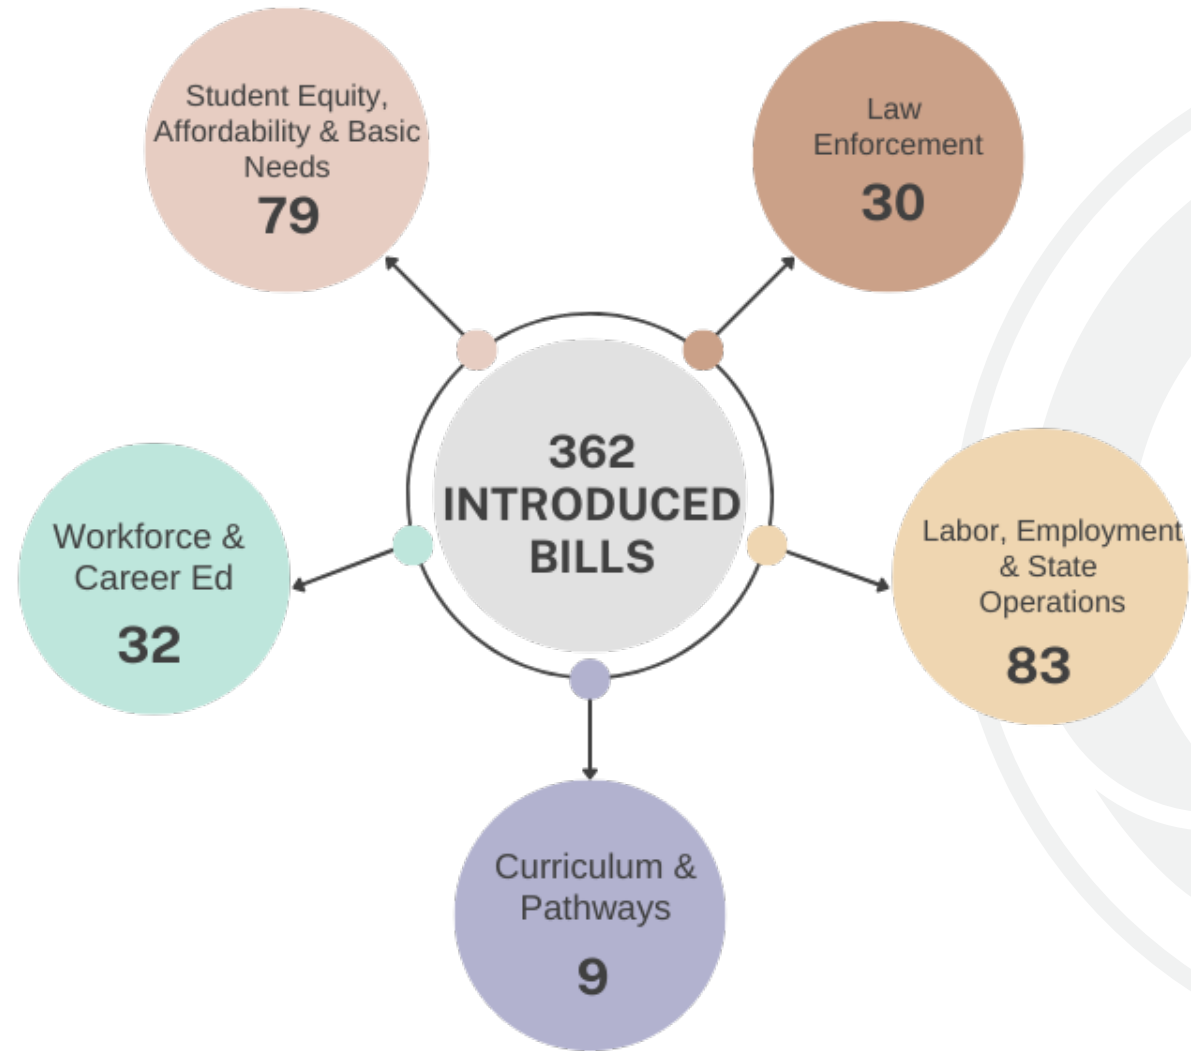 Student Equity,
Affordability & Basic
Needs
79
Law
Enforcement
30
362
INTRODUCED
BILLS
Workforce &
Career Ed
32
Labor, Employment
& State
Operations
83
Curriculum &
Pathways
9